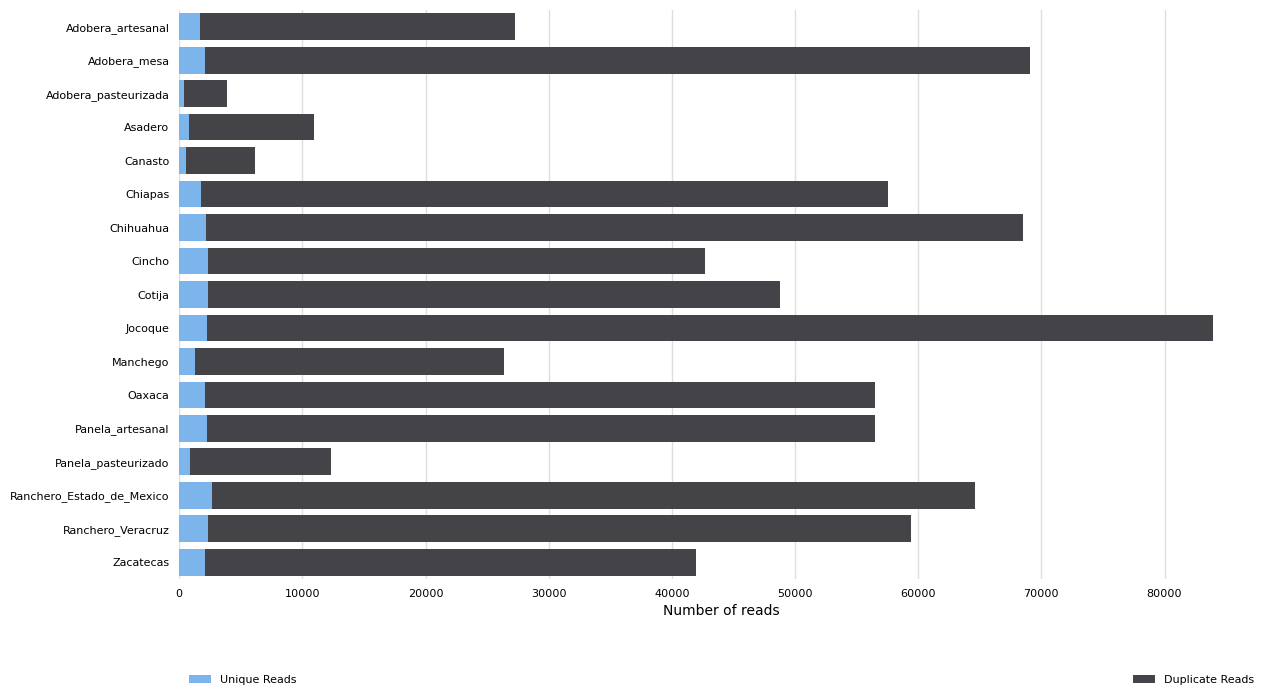 Adobera_artesanal
Adobera_mesa
Adobera_pasteurizada
Asadero
Canasto
Chiapas
Chihuahua
Cincho
Cotija
Jocoque
Manchego
Oaxaca
Panela_artesanal
Panela_pasteurizado
Ranchero_Estado_de_Mexico
Ranchero_Veracruz
Zacatecas
0 10000 20000 30000 40000 50000 60000 70000 80000
Number of reads
Unique Reads Duplicate Reads